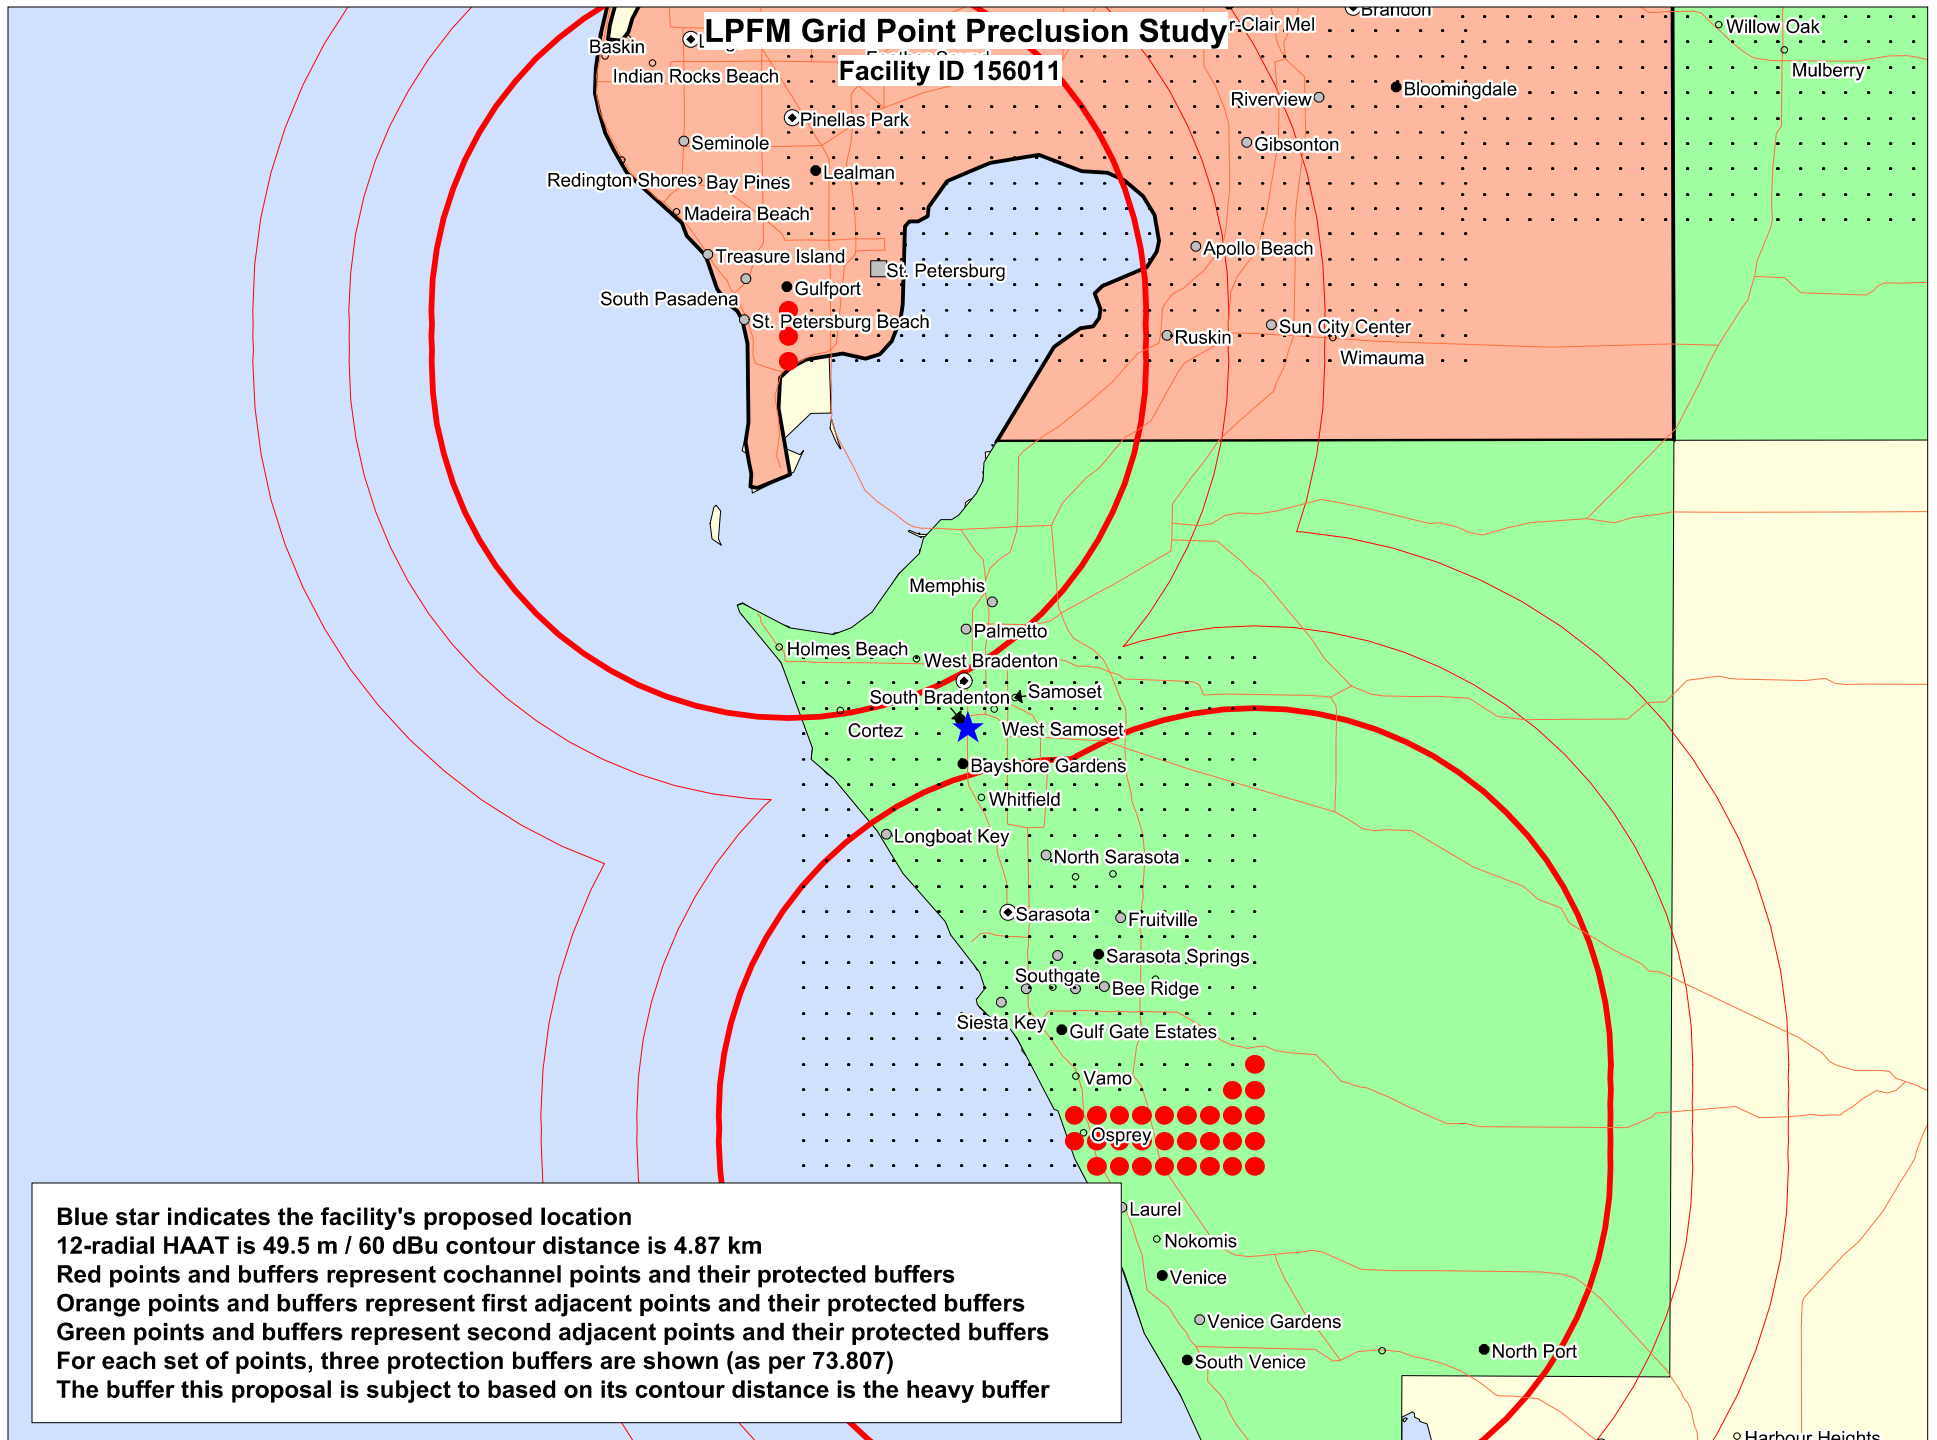 LPFM Grid Point Preclusion Study
Facility ID 156011
Brandon
r-Clair Mel
Willow Oak
Baskin
Indian Rocks Beach
Mulberry
Bloomingdale
Riverview
Pinellas Park
Seminole
Gibsonton
Lealman
Redington Shores
Bay Pines
Madeira Beach
Treasure Island
Apollo Beach
St. Petersburg
Gulfport
South Pasadena
St. Petersburg Beach
Sun City Center
Ruskin
Wimauma
Memphis
Palmetto
Holmes Beach
West Bradenton
South Bradenton
Samoset
Cortez
West Samoset
Bayshore Gardens
Whitfield
Longboat Key
North Sarasota
Sarasota
Fruitville
Sarasota Springs
Southgate
Bee Ridge
Siesta Key
Gulf Gate Estates
Vamo
Osprey
Laurel
Nokomis
Venice
Venice Gardens
North Port
South Venice
Harbour Heights
Blue star indicates the facility's proposed location
12-radial HAAT is 49.5 m / 60 dBu contour distance is 4.87 km
Red points and buffers represent cochannel points and their protected buffers
Orange points and buffers represent first adjacent points and their protected buffers
Green points and buffers represent second adjacent points and their protected buffers
For each set of points, three protection buffers are shown (as per 73.807)
The buffer this proposal is subject to based on its contour distance is the heavy buffer